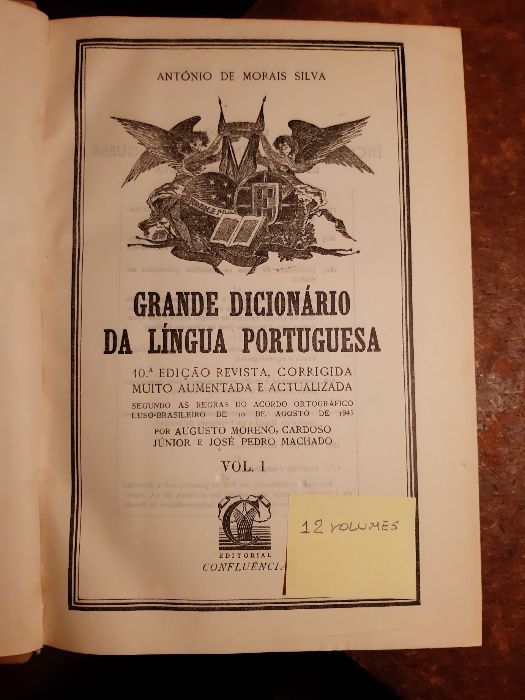 ANTÓNIO DE MORAIS SILVA
GRANDE DICIONÁRIO
DA LÍNGUA PORTUGUESA
10.ª EDIÇÃO REVISTA, CORRIGIDA
MUITO AUMENTADA E ACTUALIZADA
SEGUNDO AS REGRAS DO ACORDO ORTOGRÁFICO
LUSO-BRASILEIRO DE 10 DE AGOSTO DE 1945
POR AUGUSTO MORENO, CARDOSO
JÚNIOR E JOSÉ PEDRO MACHADO
VOL. I
12 VOLUMES
EDITORIAL
CONFLUÊNCIA